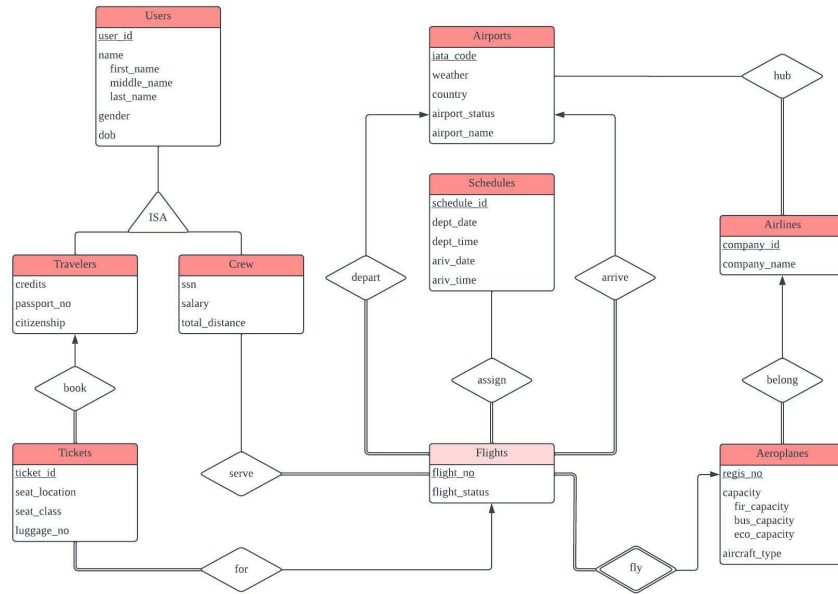 Users
user_id
name
first_name
middle_name
last_name
gender
dob
Airports
iata_code
weather
country
airport_status
airport_name
hub
ISA
Schedules
schedule_id
dept_date
dept_time
ariv_date
ariv_time
Airlines
company_id
company_name
Travelers
credits
passport_no
citizenship
Crew
ssn
salary
total_distance
depart
arrive
book
assign
belong
Tickets
ticket_id
seat_location
seat_class
luggage_no
serve
Flights
flight_no
flight_status
Aeroplanes
regis_no
capacity
fir_capacity
bus_capacity
eco_capacity
aircraft_type
for
fly